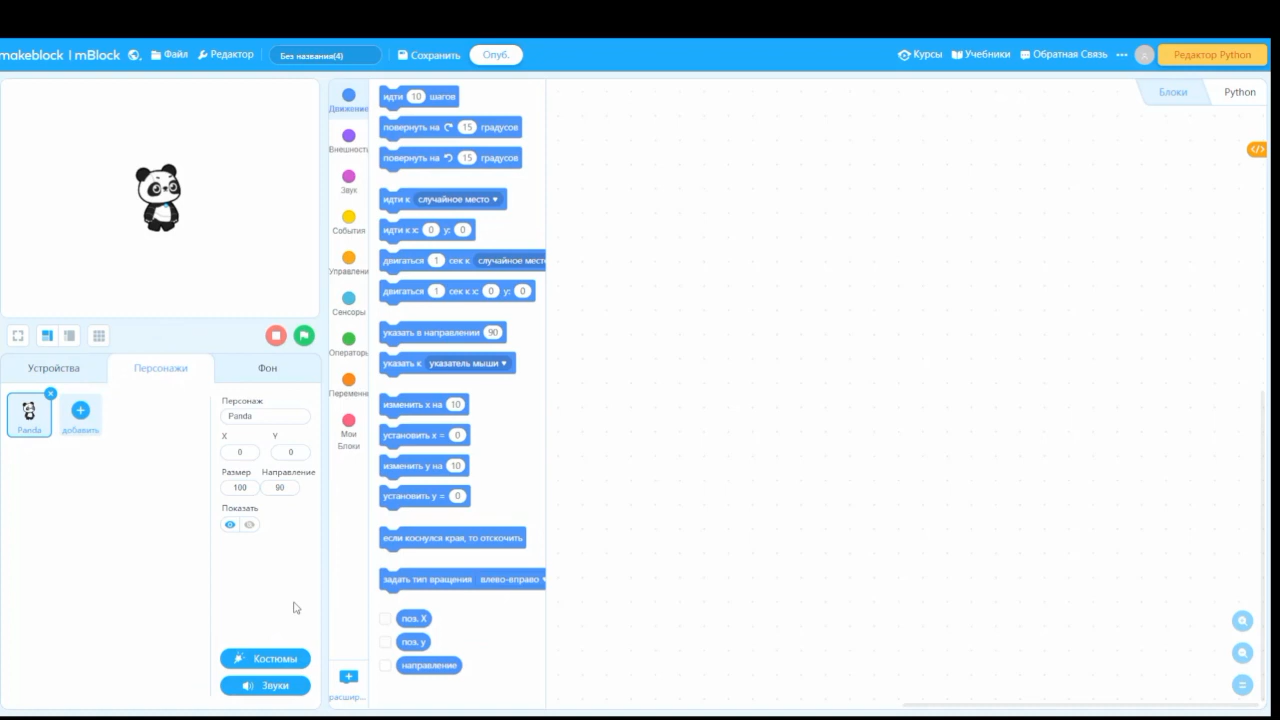 makeblock | mBlock Файл Редактор Без названия(4) Сохранить Опуб. Курсы Учебники Обратная Связь ••• Редактор Python
Блоки Python
Движение
Внешност
Звук
События
Управлени
Сенсоры
Оператор
Переменне
Мои
Блоки
расшир...
идти 10 шагов
повернуть на 15 градусов
повернуть на 15 градусов
идти к случайное место
идти к x: 0 y: 0
двигаться 1 сек к случайное мест
двигаться 1 сек к x: 0 y: 0
указать в направлении 90
указать к указатель мыши
изменить x на 10
установить x = 0
изменить y на 10
установить y = 0
если коснулся края, то отскочить
задать тип вращения влево-вправо
поз. X
поз. y
направление
Устройства Персонажи Фон
Panda
добавить
Персонаж
Panda
X Y
0 0
Размер Направление
100 90
Показать
Костюмы
Звуки